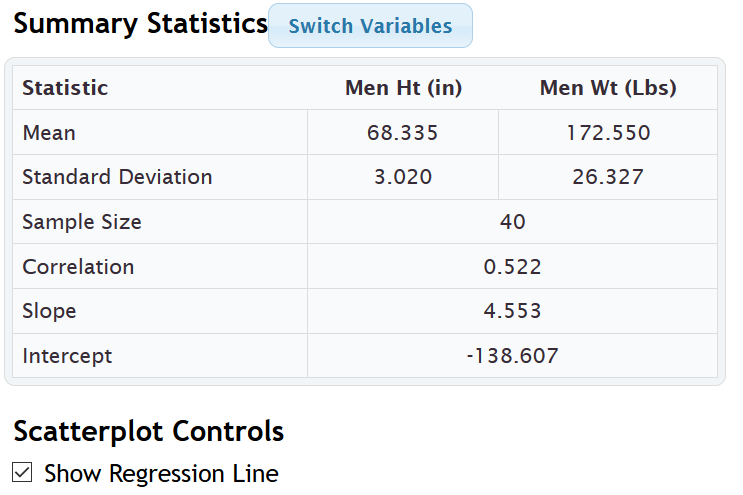 Summary Statistics Switch Variables
Statistic Men Ht (in) Men Wt (Lbs)
Mean 68.335 172.550
Standard Deviation 3.020 26.327
Sample Size 40
Correlation 0.522
Slope 4.553
Intercept -138.607
Scatterplot Controls
Show Regression Line